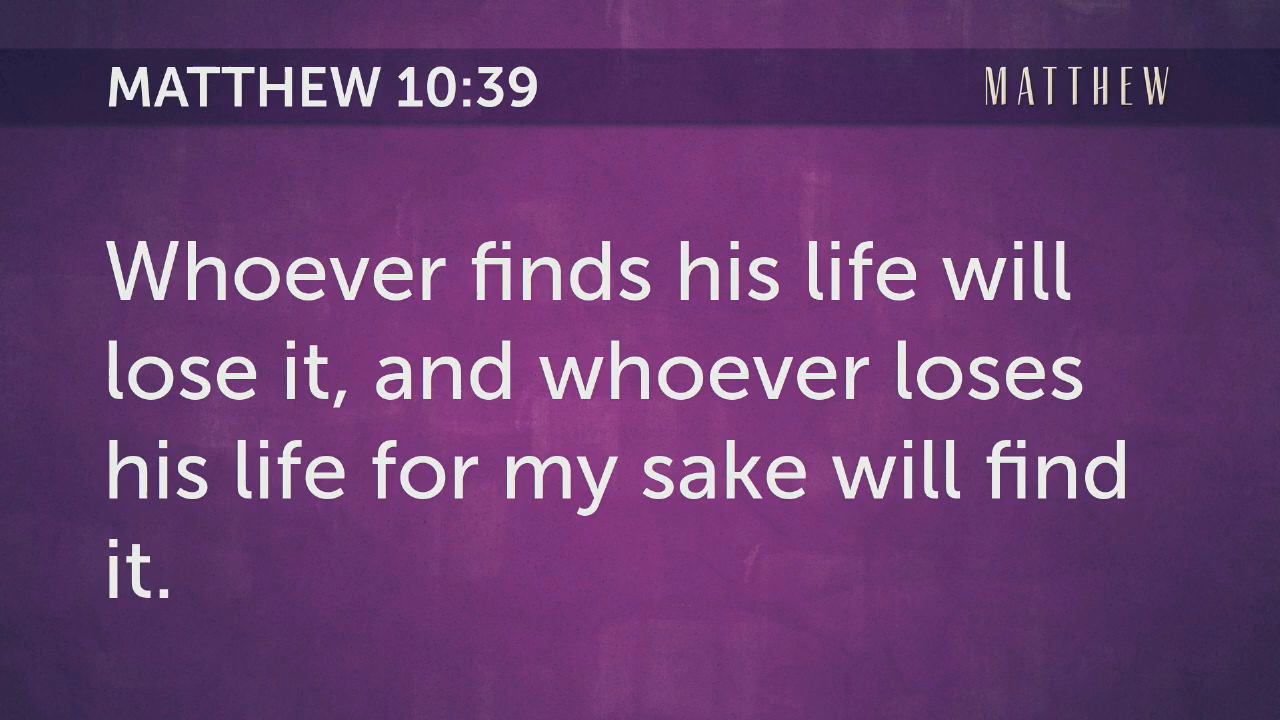 MATTHEW 10:39
MATTHEW
Whoever finds his life will
lose it, and whoever loses
his life for my sake will find
it.